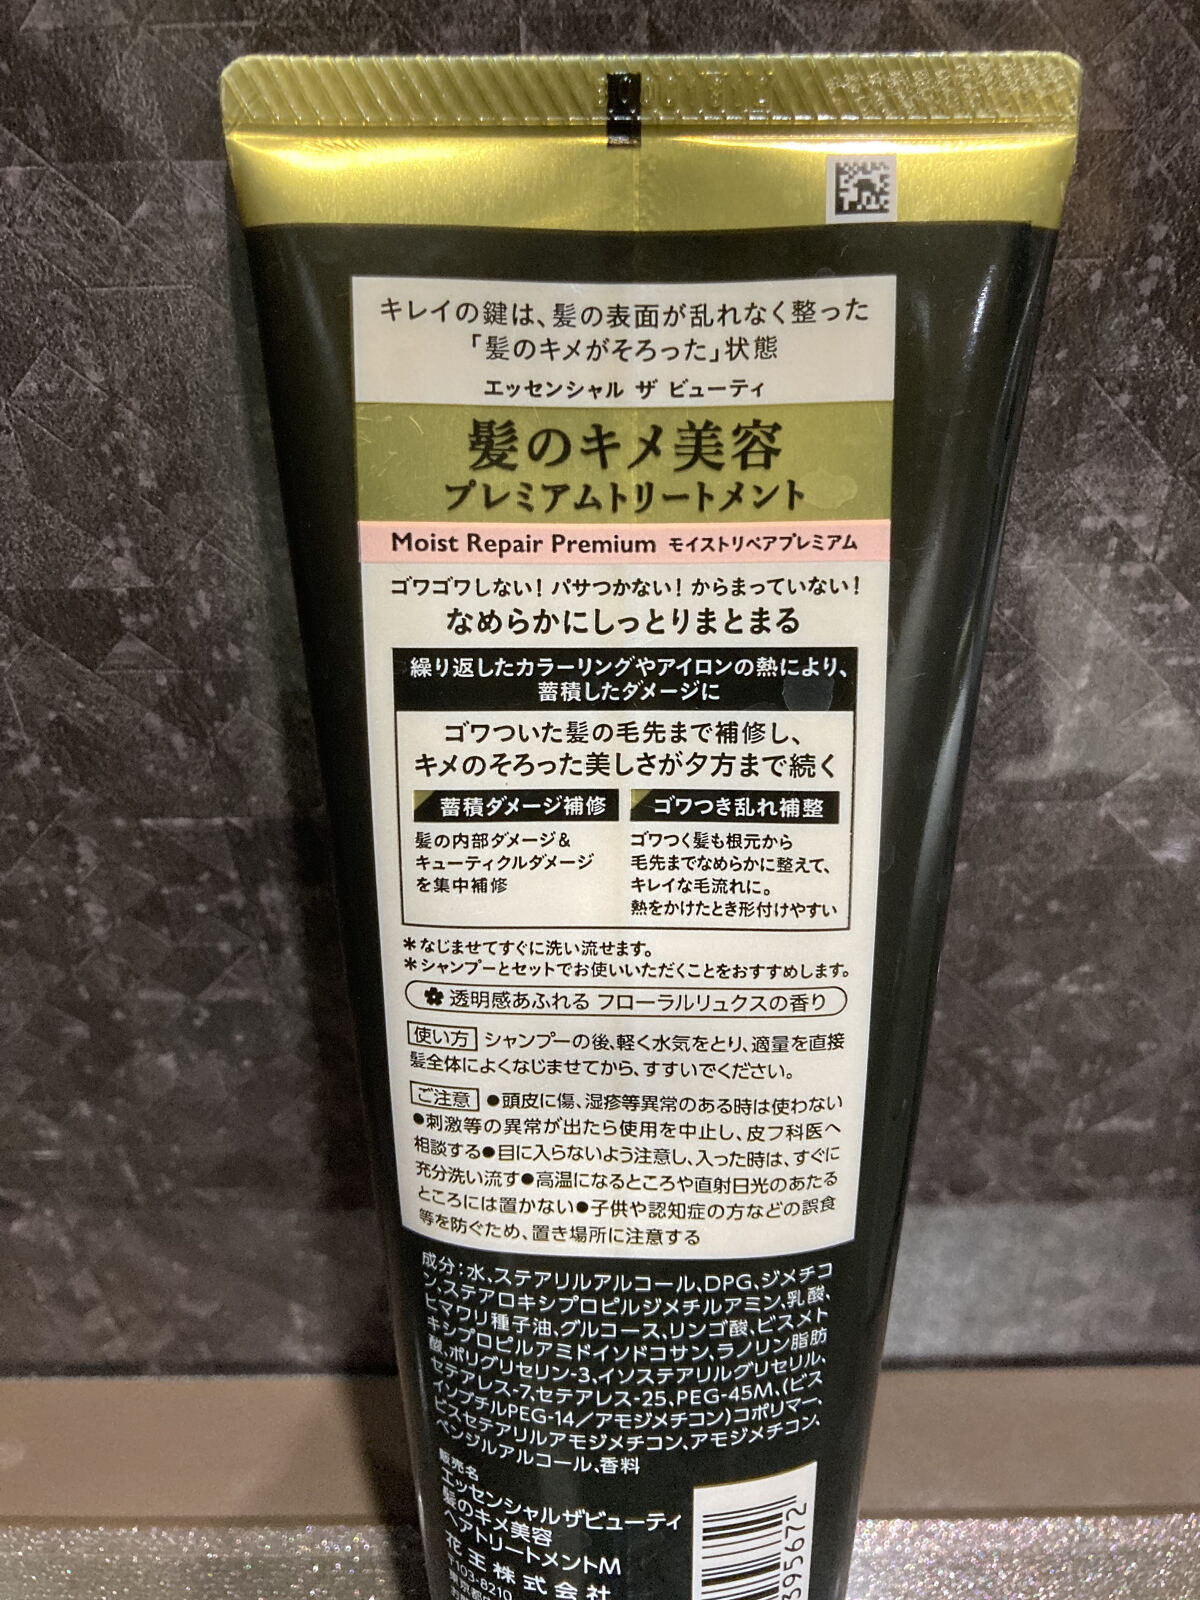 キレイの鍵は、髪の表面が乱れなく整った
「髪のキメがそろった」状態
エッセンシャル ザ ビューティ
髪のキメ美容
プレミアムトリートメント
Moist Repair Premium モイストリペアプレミアム
ゴワゴワしない！パサつかない！からまっていない！
なめらかにしっとりまとまる
繰り返したカラーリングやアイロンの熱により、
蓄積したダメージに
ゴワついた髪の毛先まで補修し、
キメのそろった美しさが夕方まで続く
蓄積ダメージ補修
髪の内部ダメージ&
キューティクルダメージ
を集中補修
ゴワつき乱れ補整
ゴワつく髪も根元から
毛先までなめらかに整えて、
キレイな毛流れに。
熱をかけたとき形付けやすい
＊なじませてすぐに洗い流せます。
＊シャンプーとセットでお使いいただくことをおすすめします。
透明感あふれる フローラルリュクスの香り
使い方 シャンプーの後、軽く水気をとり、適量を直接
髪全体によくなじませてから、すすいでください。
ご注意 ●頭皮に傷、湿疹等異常のある時は使わない
●刺激等の異常が出たら使用を中止し、皮フ科医へ
相談する●目に入らないよう注意し、入った時は、すぐに
充分洗い流す●高温になるところや直射日光のあたる
ところには置かない●子供や認知症の方などの誤食
等を防ぐため、置き場所に注意する
成分：水、ステアリルアルコール、DPG、ジメチコ
ン、ステアロキシプロピルジメチルアミン、乳酸、
ヒマワリ種子油、グルコース、リンゴ酸、ビスメト
キシプロピルアミドイソドコサン、ラノリン脂肪
酸、ポリグリセリン-3、イソステアリルグリセリル、
セテアレス-7、セテアレス-25、PEG-45M、（ビス
イソブチルPEG-14／アモジメチコン）コポリマー、
ビスセテアリルアモジメチコン、アモジメチコン、
ベンジルアルコール、香料
販売名
エッセンシャルザビューティ
髪のキメ美容
ヘアトリートメントM
花王株式会社
〒103-8210
395672